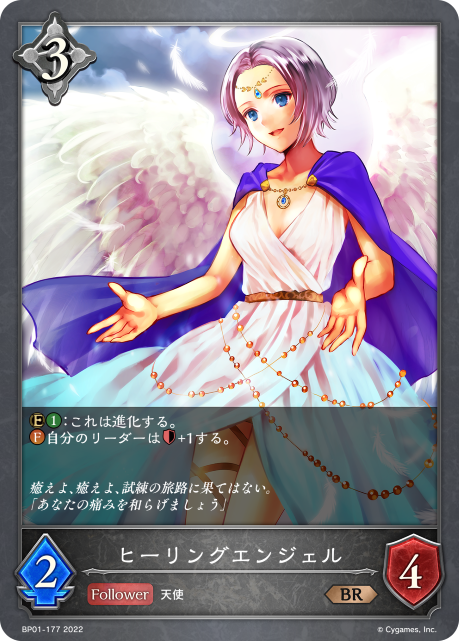 3
E 1:これは進化する。
F 自分のリーダーは+1する。
癒えよ、癒えよ、試練の旅路に果てはない。
「あなたの痛みを和らげましょう」
ヒーリングエンジェル
2
Follower 天使
BR
4
BP01-177 2022
© Cygames, Inc.